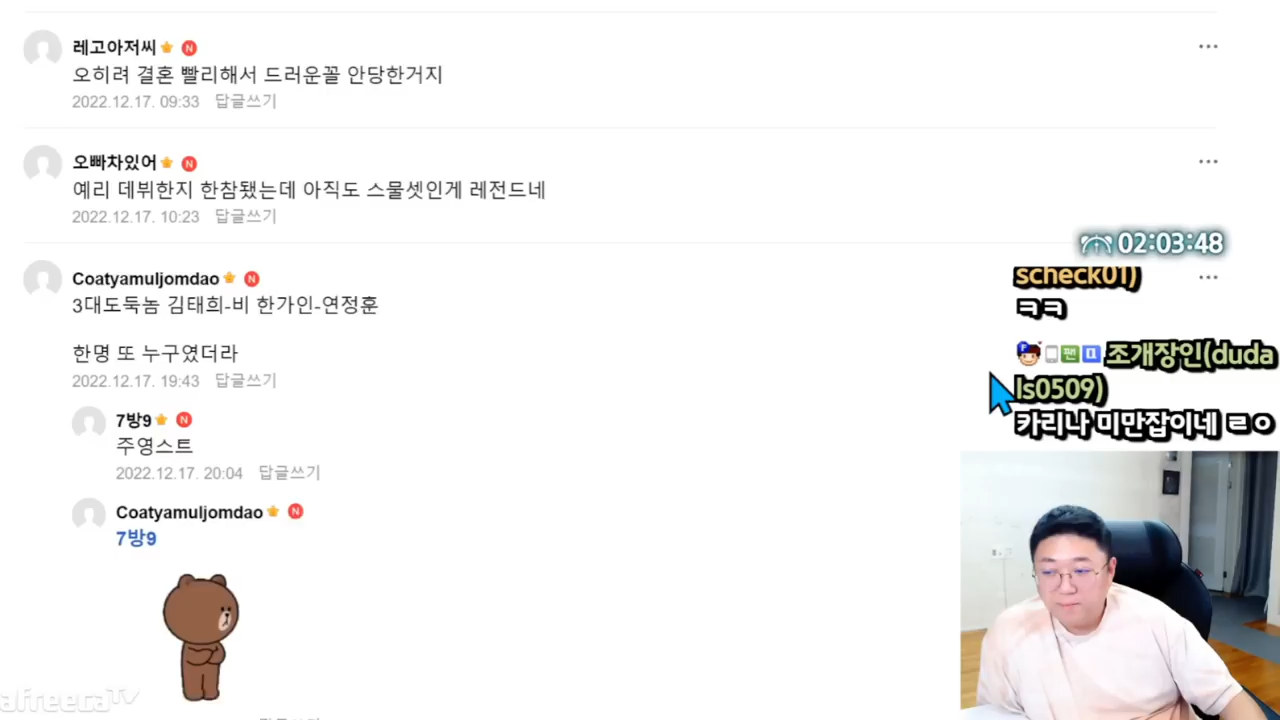 레고아저씨 N
오히려 결혼 빨리해서 드러운꼴 안당한거지
2022.12.17. 09:33 답글쓰기
오빠차있어 N
예리 데뷔한지 한참됐는데 아직도 스물셋인게 레전드네
2022.12.17. 10:23 답글쓰기
Coatyamuljomdao N
3대도둑놈 김태희-비 한가인-연정훈
한명 또 누구였더라
2022.12.17. 19:43 답글쓰기
7방9 N
주영스트
2022.12.17. 20:04 답글쓰기
Coatyamuljomdao N
7방9
02:03:48
scheck01)
ㅋㅋ
F 팬 조개장인(duda
ls0509)
카리나 미만잡이네 ㄹㅇ
afreecaTV